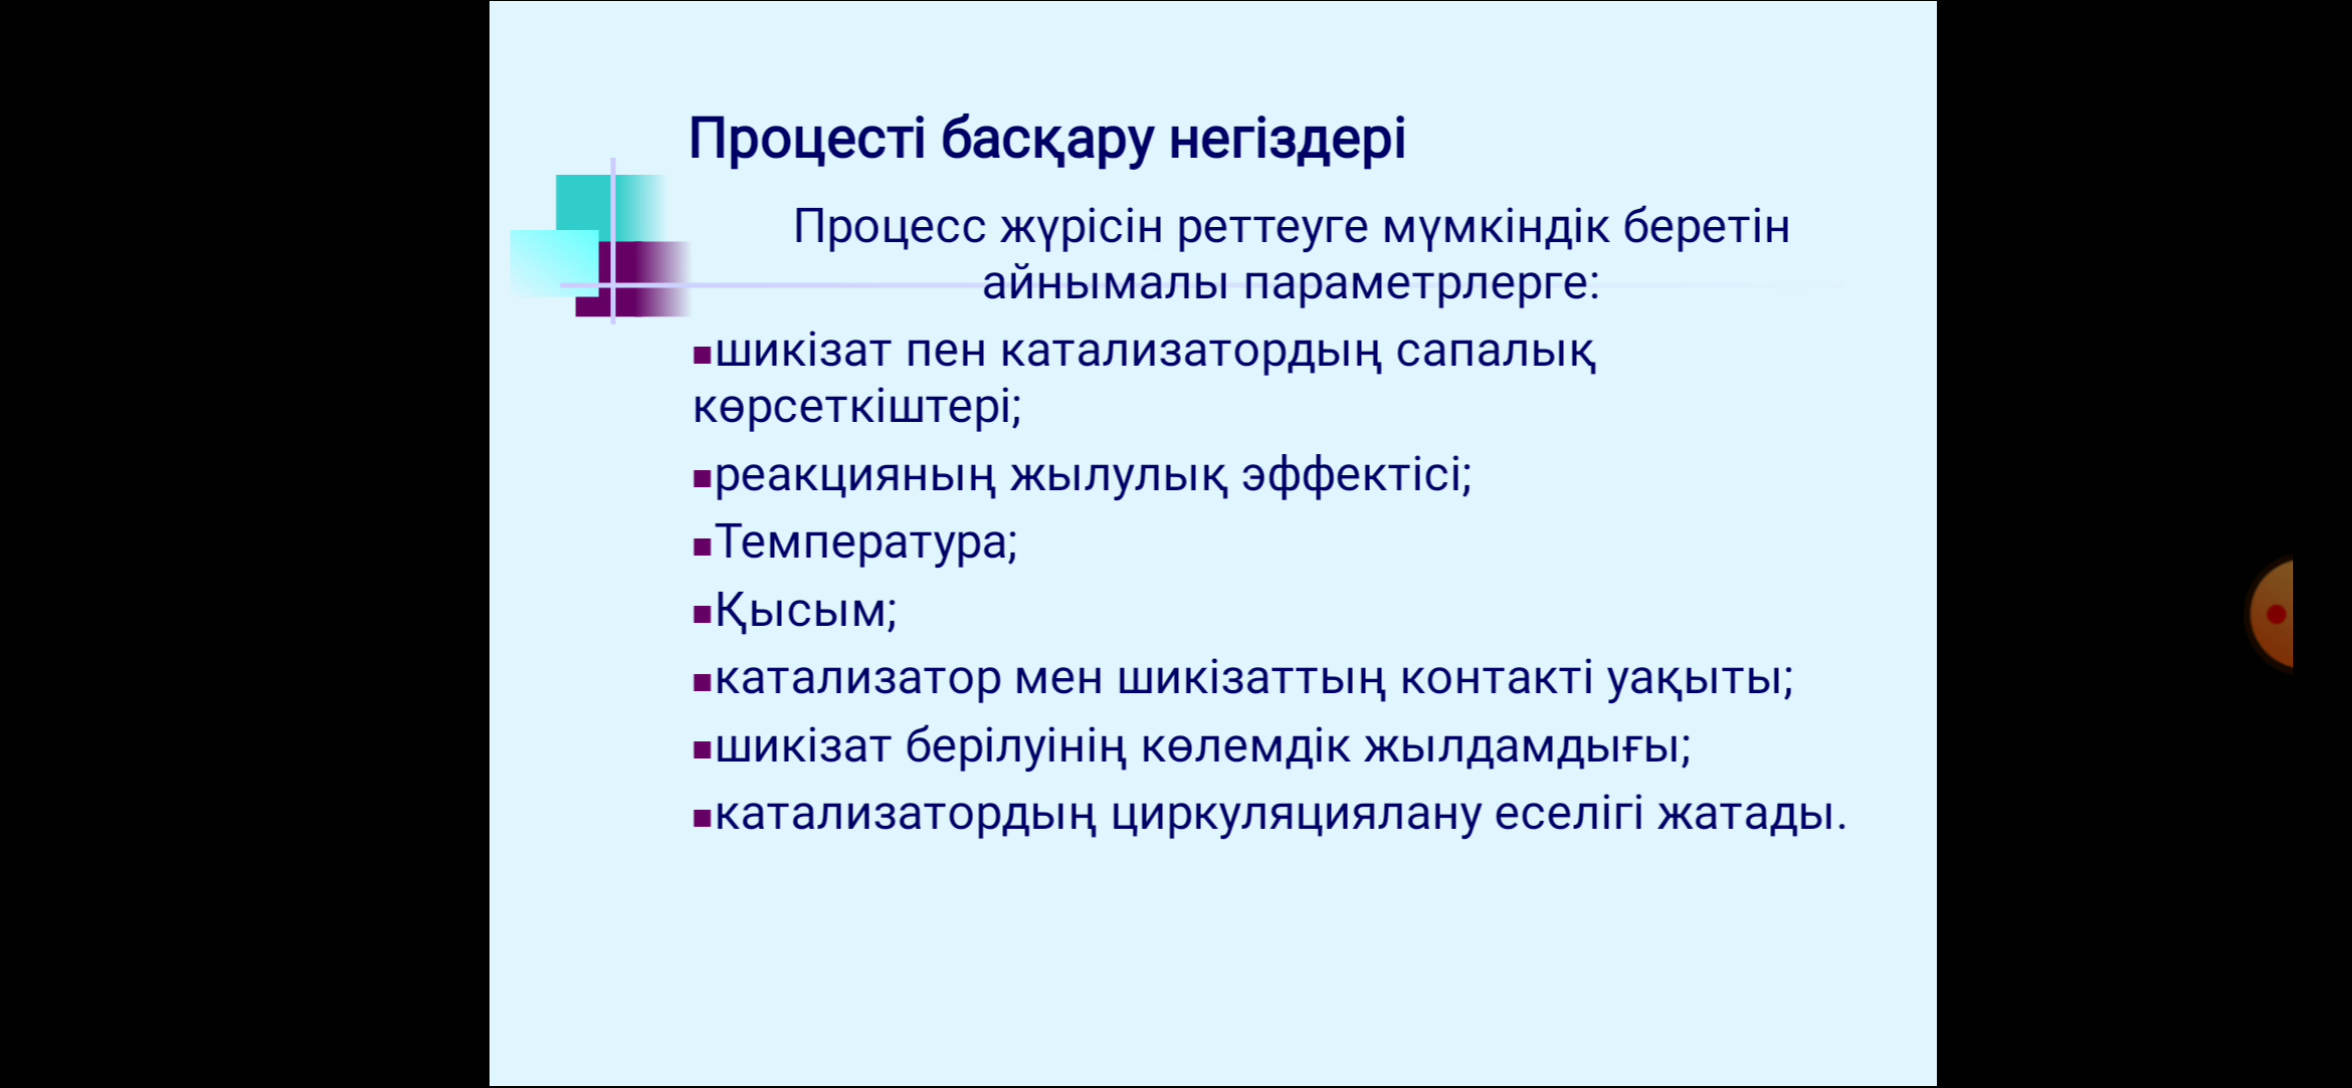 Процесті басқару негіздері
Процесс жүрісін реттеуге мүмкіндік беретін
айнымалы параметрлерге:
▪шикізат пен катализатордың сапалық
көрсеткіштері;
▪реакцияның жылулық эффектісі;
▪Температура;
▪Қысым;
▪катализатор мен шикізаттың контакті уақыты;
▪шикізат берілуінің көлемдік жылдамдығы;
▪катализатордың циркуляциялану еселігі жатады.